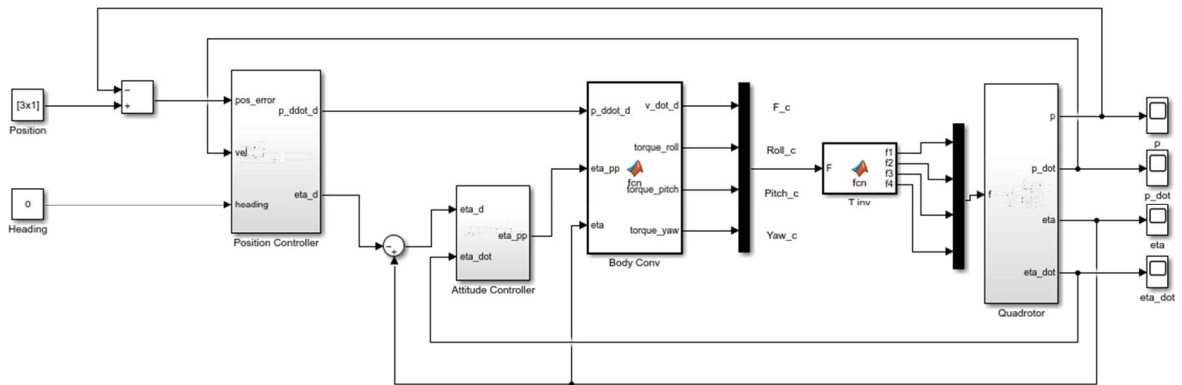 [3x1]
Position
0
Heading
−
+
pos_error
vel
heading
p_ddot_d
eta_d
Position Controller
−
+
eta_d
eta_dot
eta_pp
Attitude Controller
p_ddot_d
eta_pp
eta
fcn
v_dot_d
torque_roll
torque_pitch
torque_yaw
Body Conv
F_c
Roll_c
Pitch_c
Yaw_c
F
fcn
f1
f2
f3
f4
T inv
f
p
p_dot
eta
eta_dot
Quadrotor
p
p_dot
eta
eta_dot